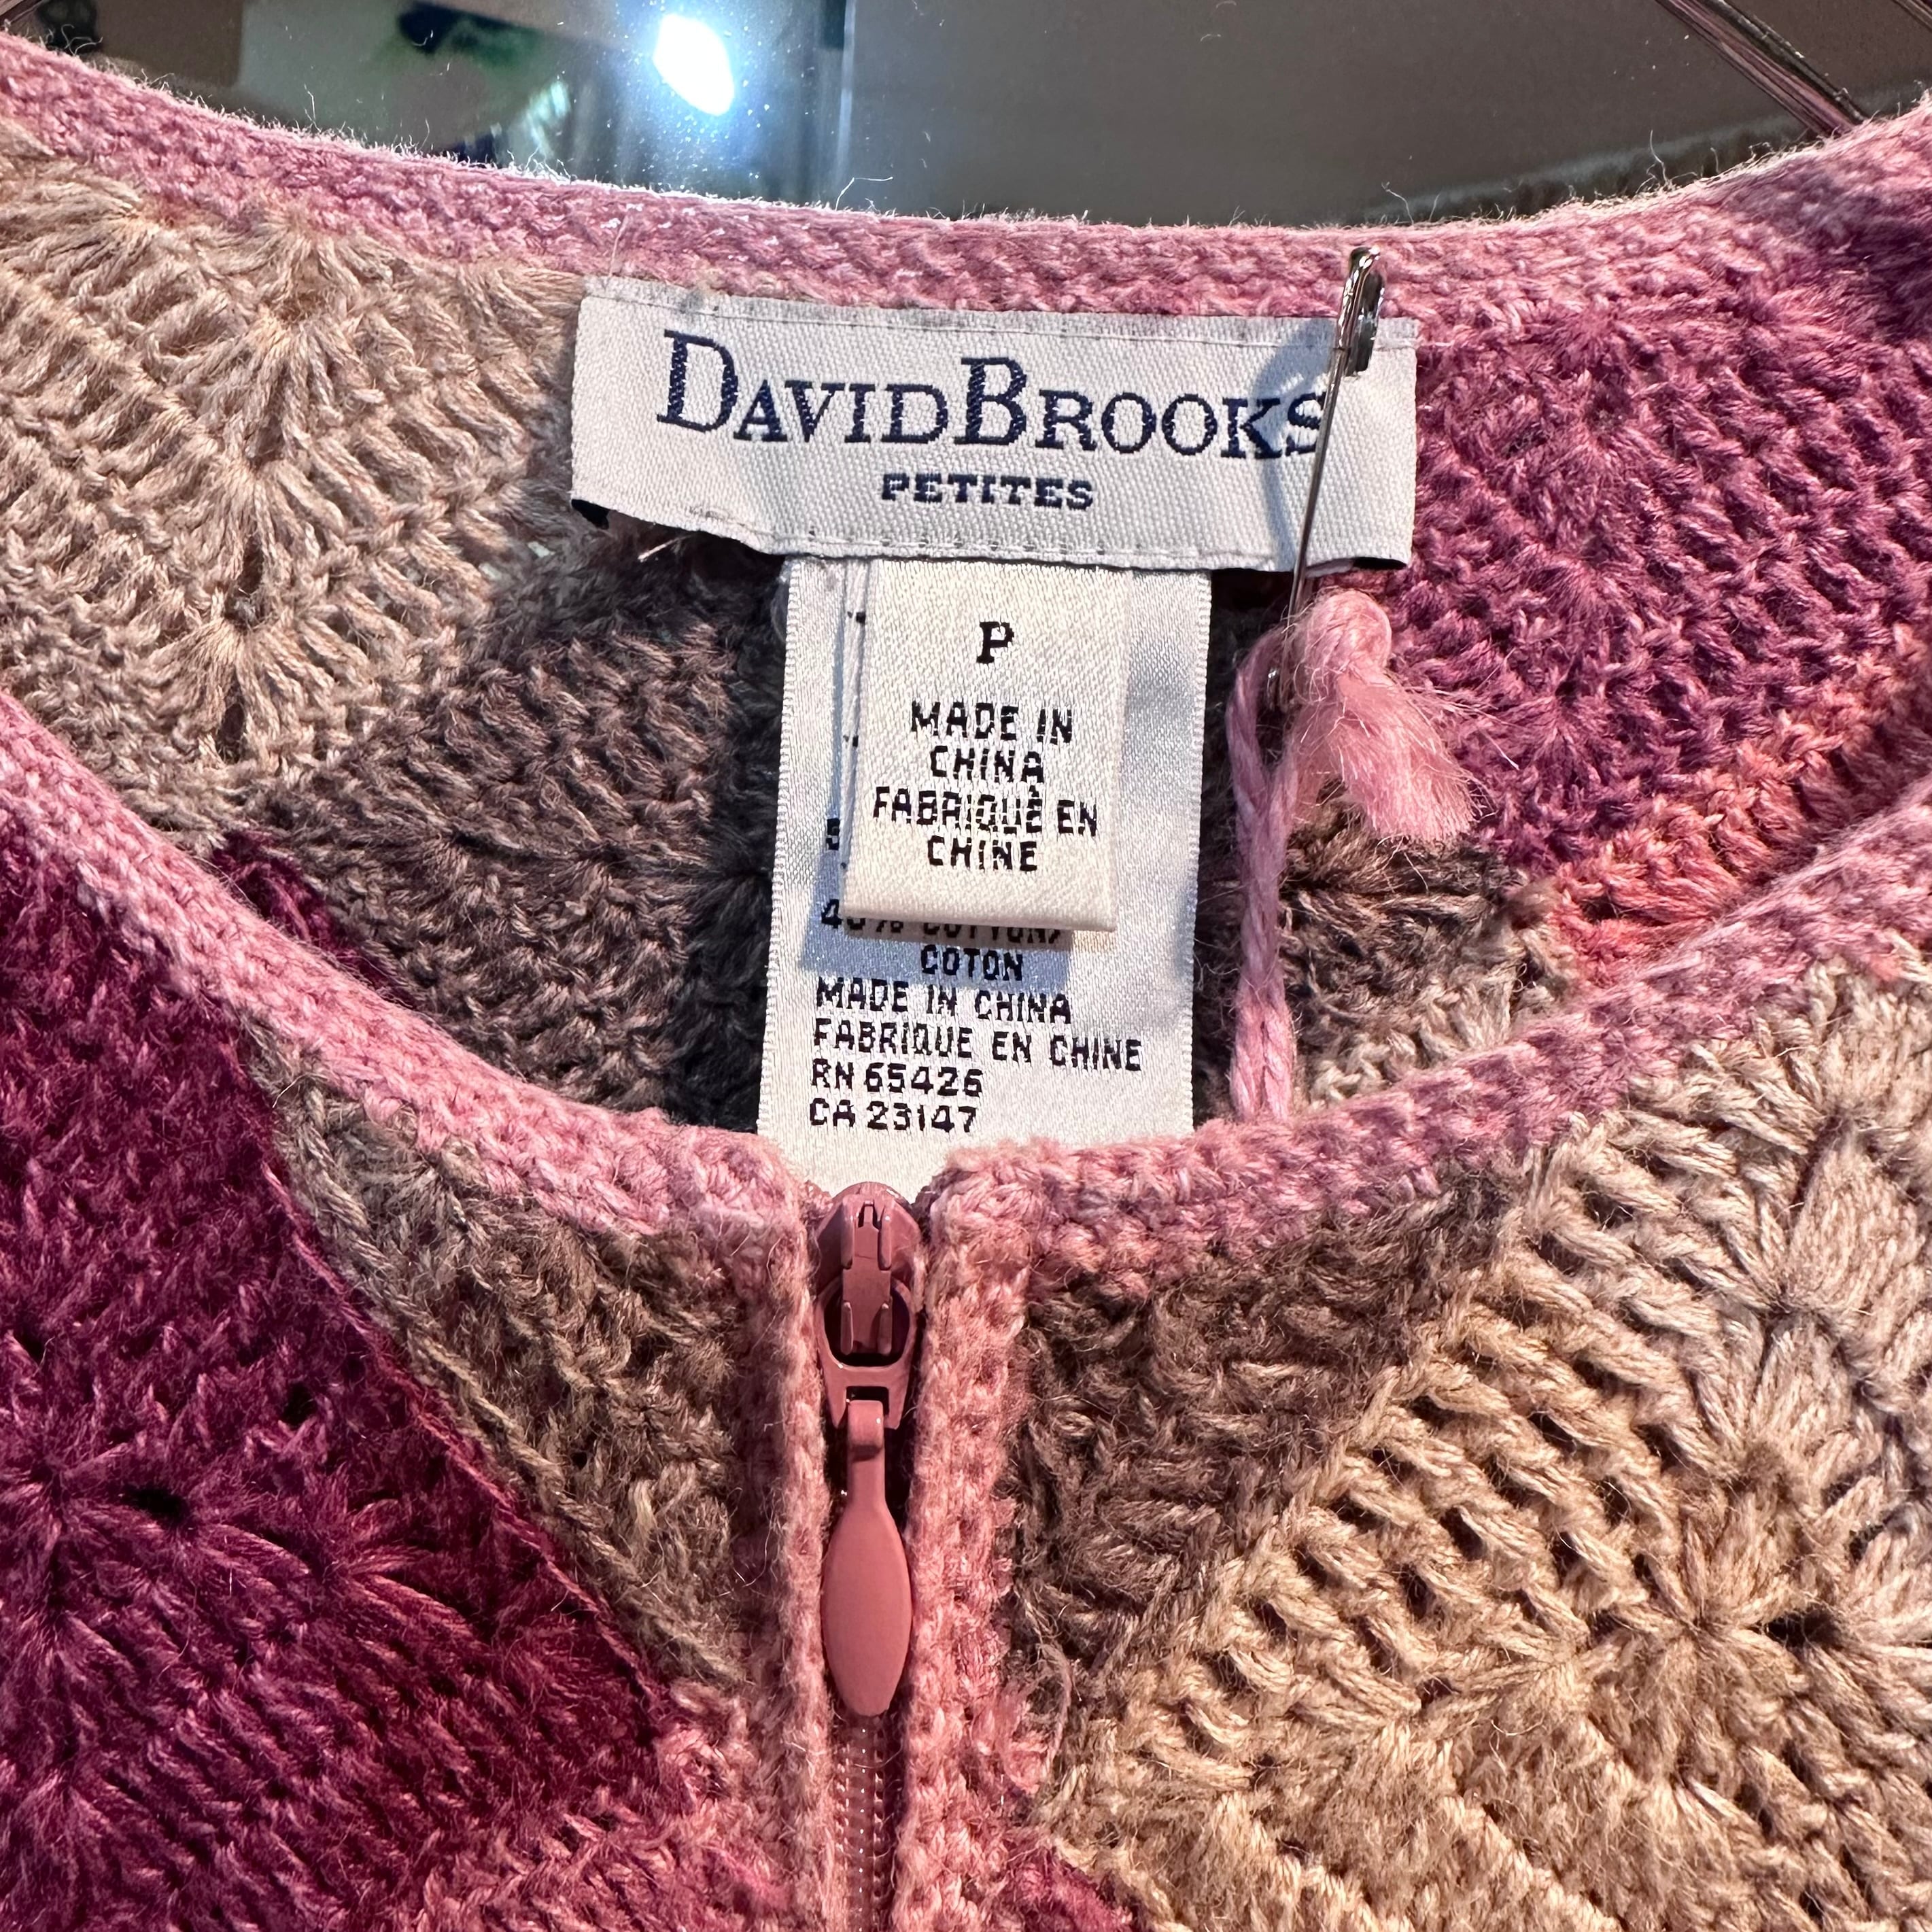 DAVIDBROOKS
PETITES
P
MADE IN
CHINA
FABRIQUÉ EN
CHINE
COTTON/
COTON
MADE IN CHINA
FABRIQUE EN CHINE
RN 65426
CA 23147